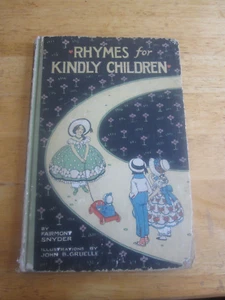 RHYMES for
KINDLY CHILDREN
BY
FAIRMONT
SNYDER
ILLUSTRATIONS BY
JOHN B. GRUELLE